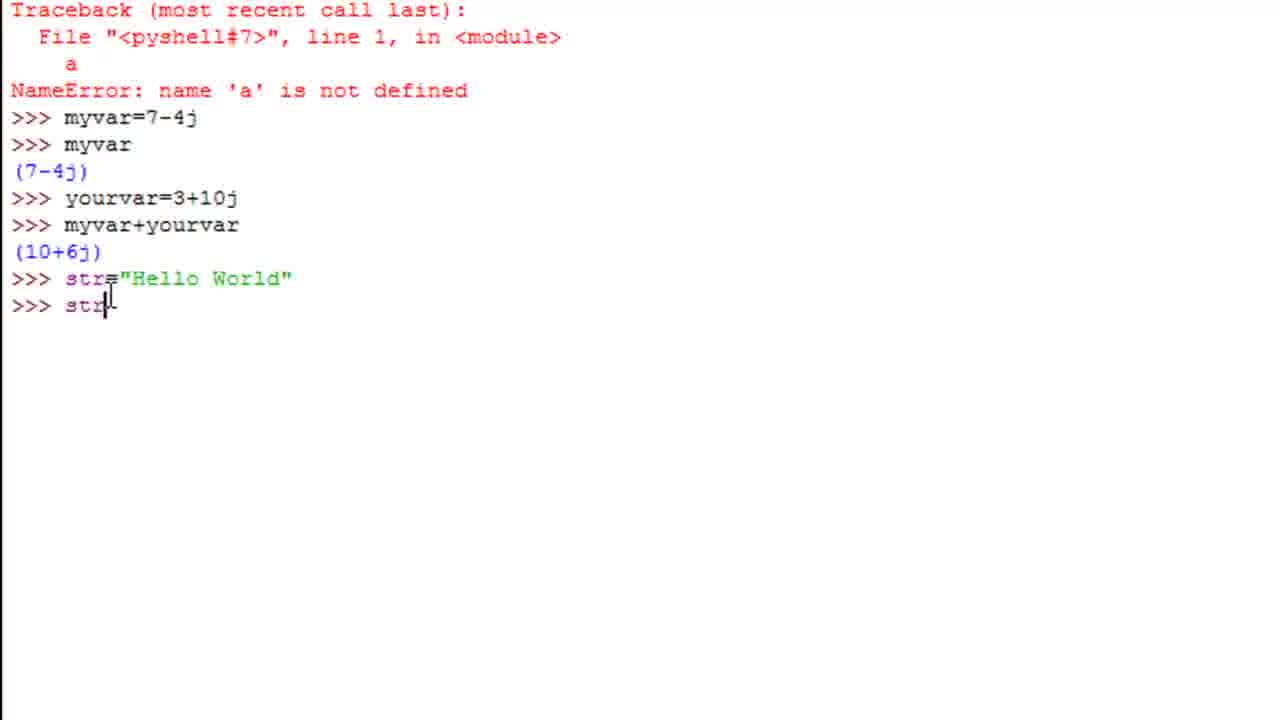 Traceback (most recent call last):
  File "<pyshell#7>", line 1, in <module>
    a
NameError: name 'a' is not defined
>>> myvar=7-4j
>>> myvar
(7-4j)
>>> yourvar=3+10j
>>> myvar+yourvar
(10+6j)
>>> str="Hello World"
>>> str